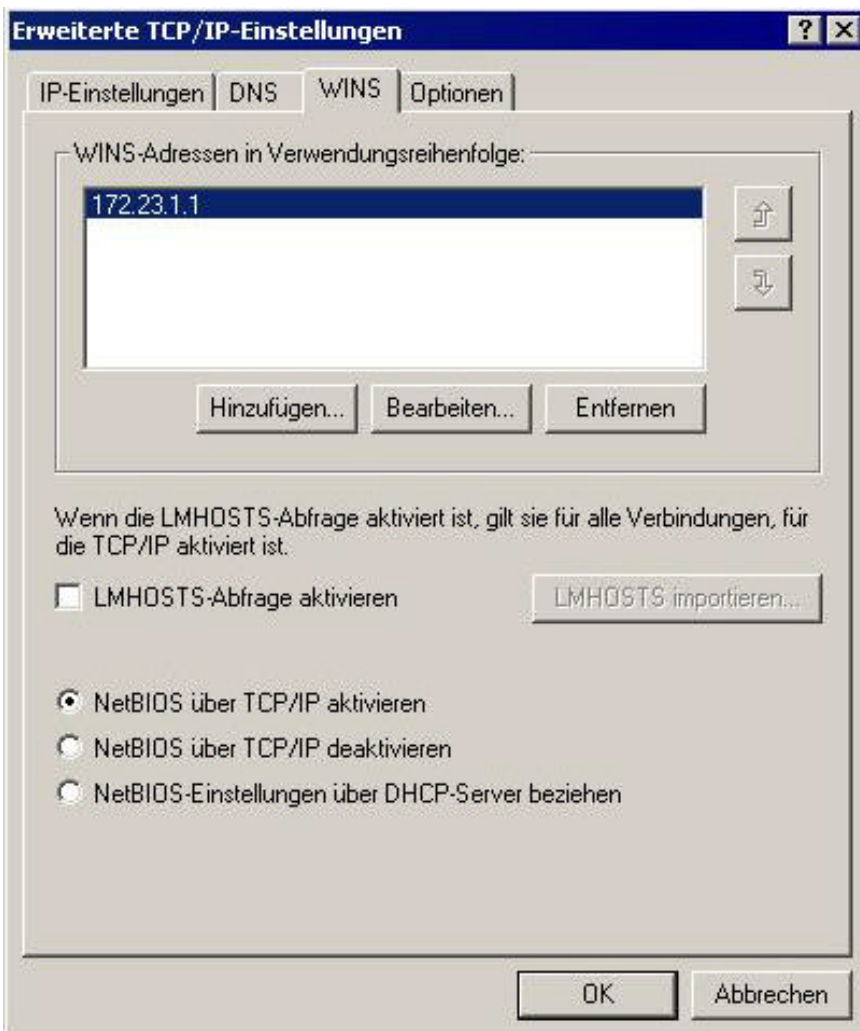 Erweiterte TCP/IP-Einstellungen
IP-Einstellungen
DNS
WINS
Optionen
WINS-Adressen in Verwendungsreihenfolge:
172.23.1.1
Hinzufügen...
Bearbeiten...
Entfernen
Wenn die LMHOSTS-Abfrage aktiviert ist, gilt sie für alle Verbindungen, für
die TCP/IP aktiviert ist.
LMHOSTS-Abfrage aktivieren
LMHOSTS importieren...
NetBIOS über TCP/IP aktivieren
NetBIOS über TCP/IP deaktivieren
NetBIOS-Einstellungen über DHCP-Server beziehen
OK
Abbrechen